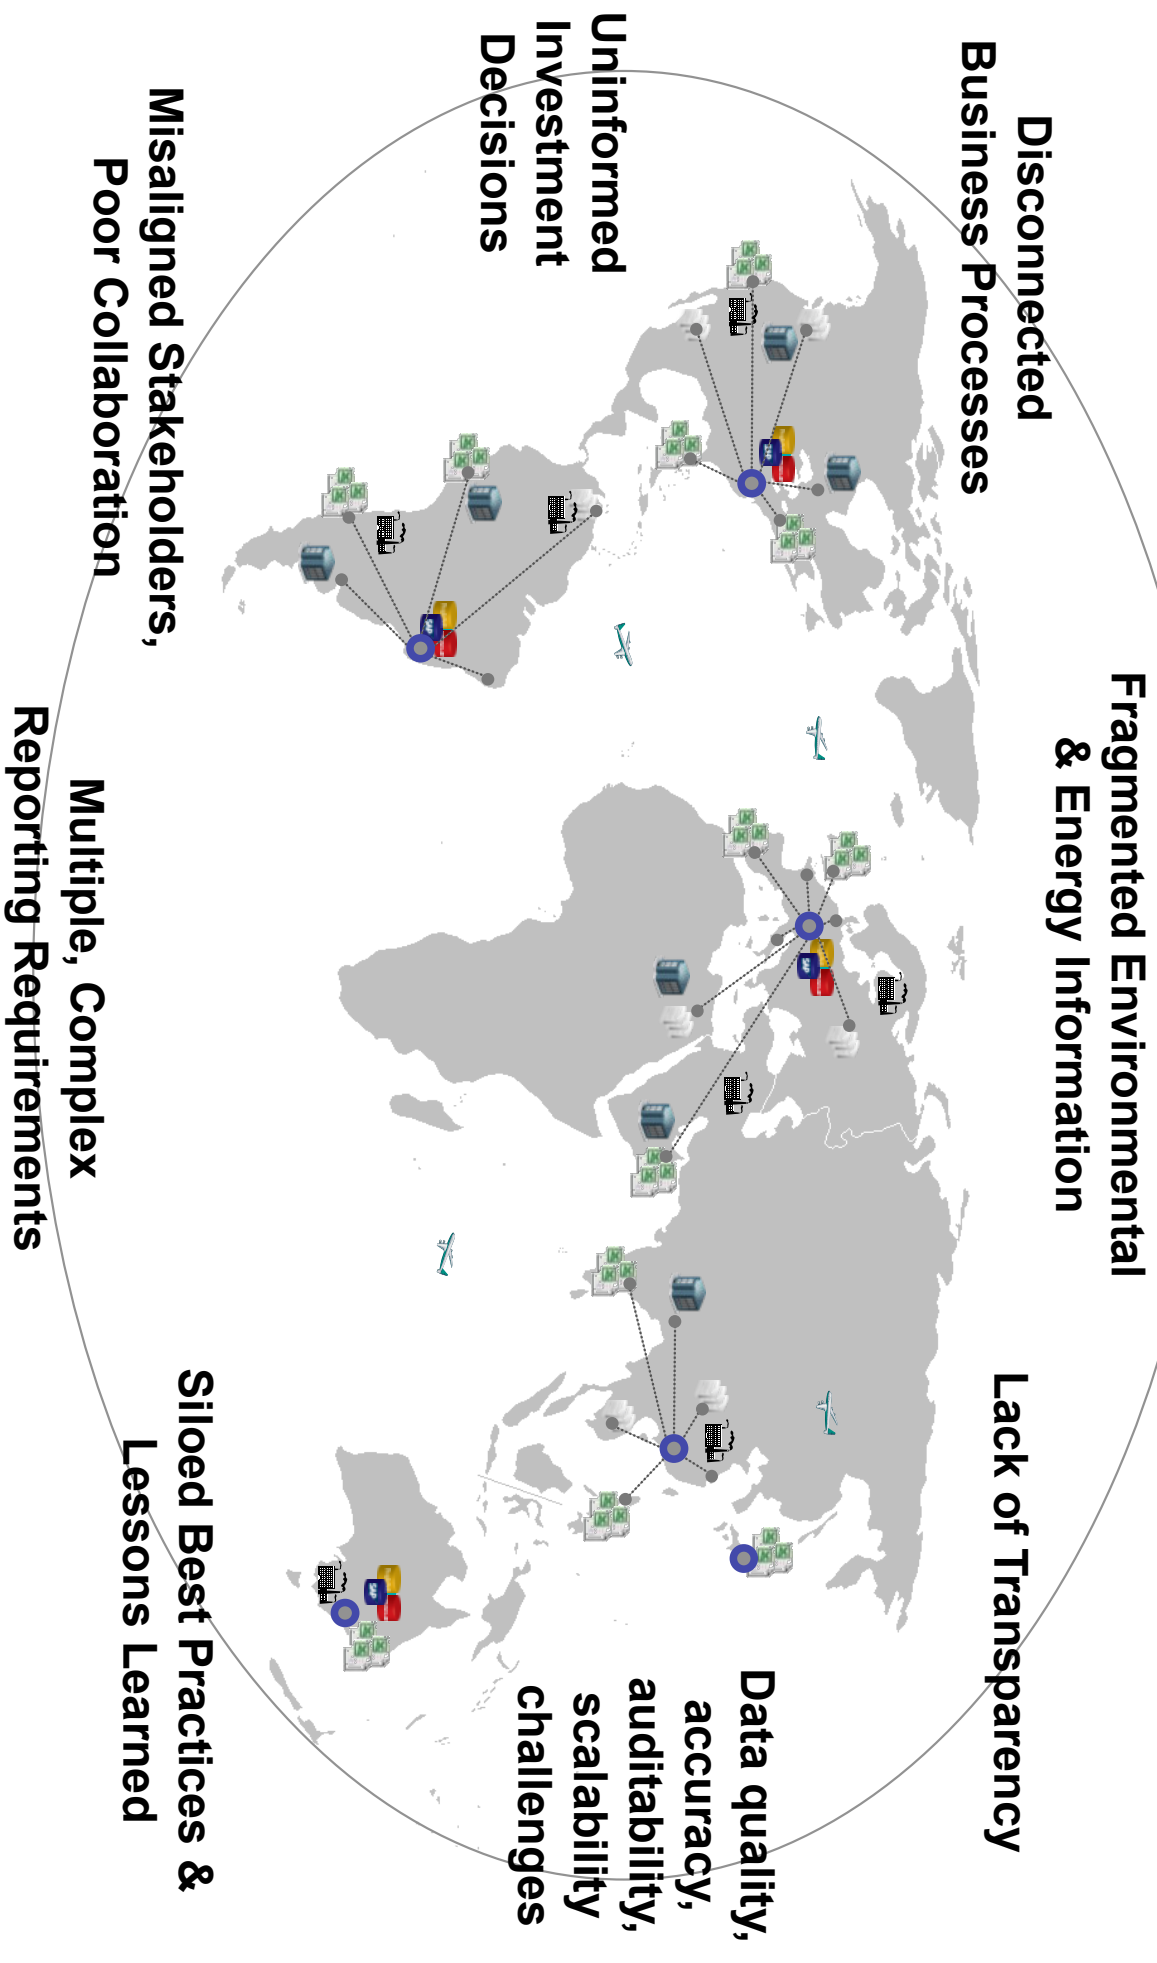 Fragmented Environmental
& Energy Information
Disconnected
Business Processes
Lack of Transparency
Uninformed
Investment
Decisions
Data quality,
accuracy,
auditability,
scalability
challenges
Misaligned Stakeholders,
Poor Collaboration
Siloed Best Practices &
Lessons Learned
Multiple, Complex
Reporting Requirements